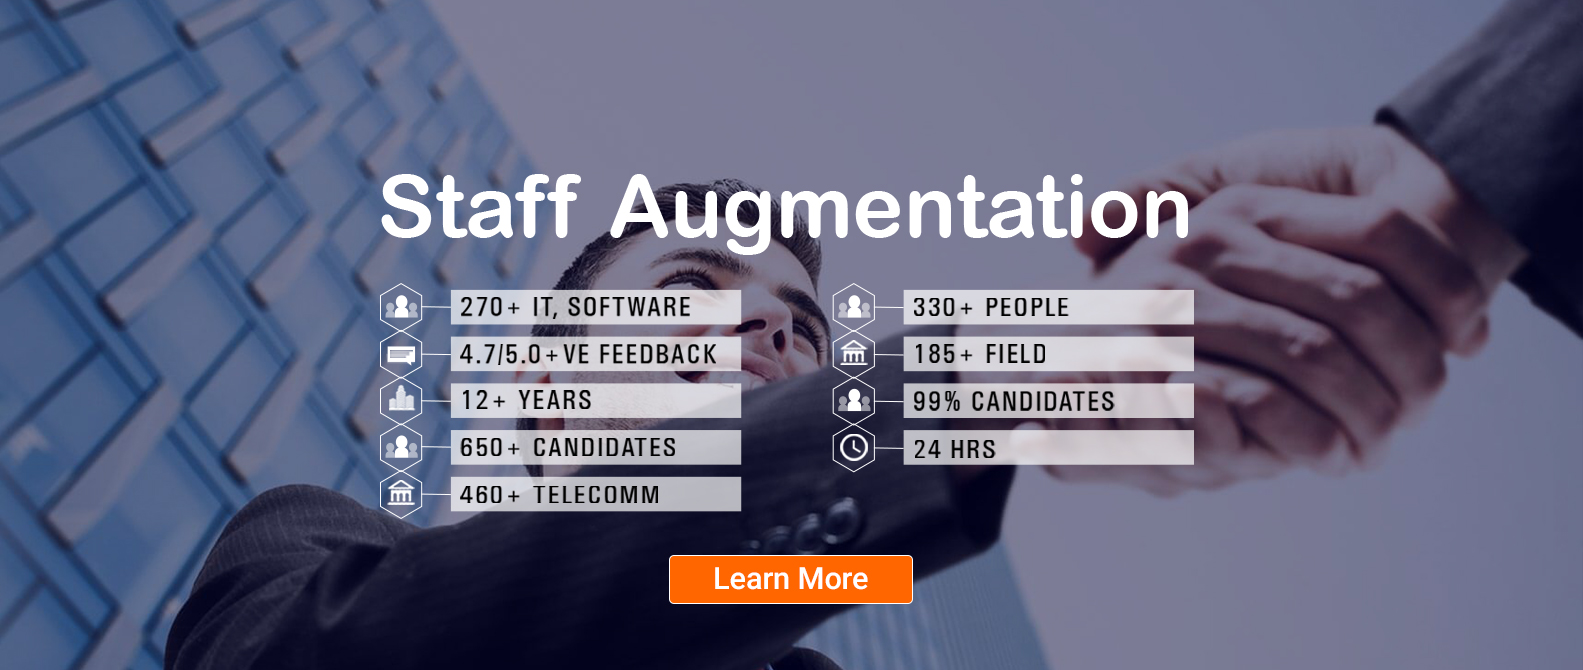 Staff Augmentation
270+ IT, SOFTWARE
4.7/5.0+VE FEEDBACK
12+ YEARS
650+ CANDIDATES
460+ TELECOMM
330+ PEOPLE
185+ FIELD
99% CANDIDATES
24 HRS
Learn More